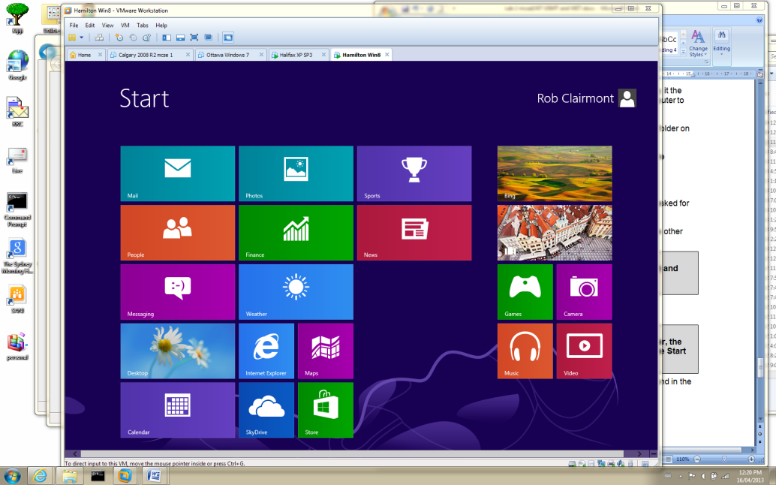 Hamilton Win8 - VMware Workstation
File Edit View VM Tabs Help
Home
Calgary 2008 R2 mcse 1
Ottawa Windows 7
Halifax XP SP3
Hamilton Win8
Start
Rob Clairmont
Mail
Photos
Sports
Bing
People
Finance
News
Messaging
Weather
Games
Camera
Desktop
Internet Explorer
Maps
Music
Video
Calendar
SkyDrive
Store
To direct input to this VM, move the mouse pointer inside or press Ctrl+G.
Google
Command
Prompt
The Sydney
personal
Change
Styles
Editing
it the
uter to
older on
sked for
other
and
er, the
e Start
nd in the
110%
12:28 PM
16/04/2013